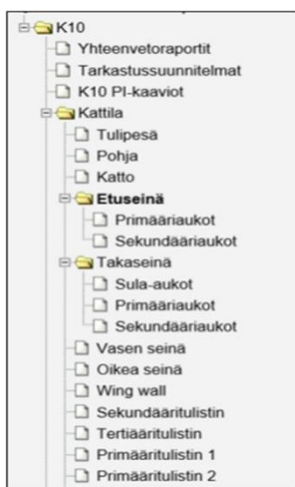 K10
Yhteenvetoraportit
Tarkastussuunnitelmat
K10 PI-kaaviot
Kattila
Tulipesä
Pohja
Katto
Etuseinä
Primääriaukot
Sekundääriaukot
Takaseinä
Sula-aukot
Primääriaukot
Sekundääriaukot
Vasen seinä
Oikea seinä
Wing wall
Sekundääritulistin
Tertiääritulistin
Primääritulistin 1
Primääritulistin 2